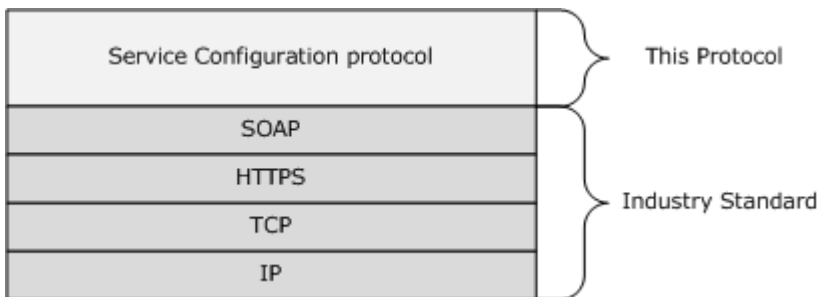 Service Configuration protocol
This Protocol
SOAP
HTTPS
TCP
IP
Industry Standard